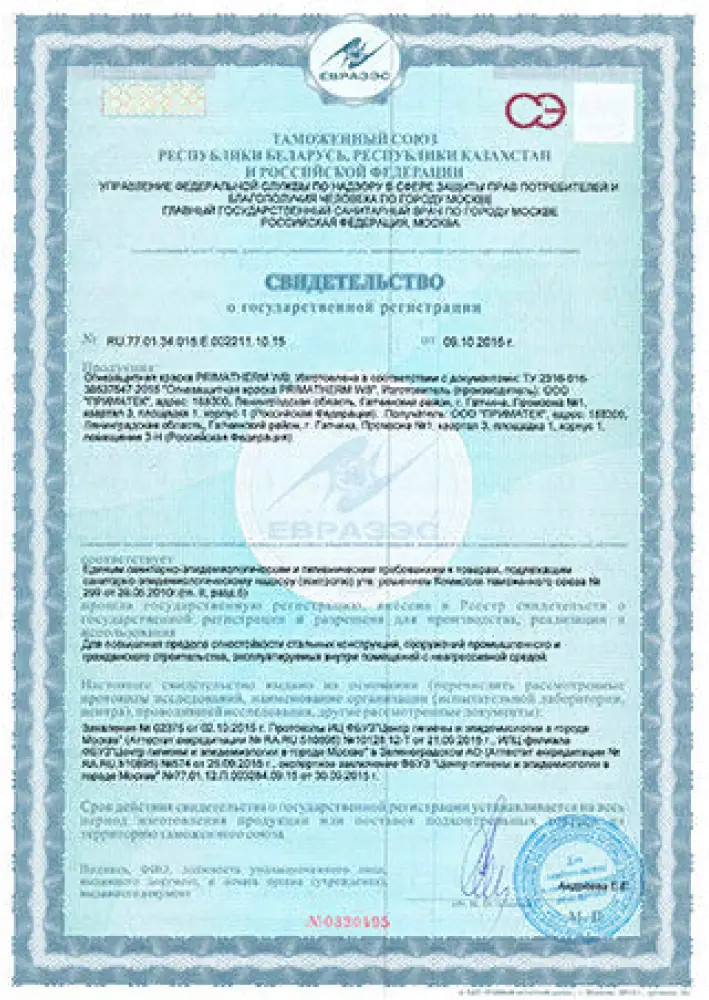 ЕВРАЗЭС
СЭ
ТАМОЖЕННЫЙ СОЮЗ
РЕСПУБЛИКИ БЕЛАРУСЬ, РЕСПУБЛИКИ КАЗАХСТАН
И РОССИЙСКОЙ ФЕДЕРАЦИИ
УПРАВЛЕНИЕ ФЕДЕРАЛЬНОЙ СЛУЖБЫ ПО НАДЗОРУ В СФЕРЕ ЗАЩИТЫ ПРАВ ПОТРЕБИТЕЛЕЙ И
БЛАГОПОЛУЧИЯ ЧЕЛОВЕКА ПО ГОРОДУ МОСКВЕ
ГЛАВНЫЙ ГОСУДАРСТВЕННЫЙ САНИТАРНЫЙ ВРАЧ ПО ГОРОДУ МОСКВЕ
РОССИЙСКАЯ ФЕДЕРАЦИЯ, МОСКВА
СВИДЕТЕЛЬСТВО
о государственной регистрации
№ RU.77.01.34.015.Е.002211.10.15 от 09.10.2015 г.
Продукция
Огнезащитная краска PRIMATHERM WB. Изготовлена в соответствии с документами: ТУ 2316-016-
38637547-2015 "Огнезащитная краска PRIMATHERM WB". Изготовитель (производитель): ООО
"ПРИМАТЕК", адрес: 188300, Ленинградская область, Гатчинский район, г. Гатчина, Промзона №1,
квартал 3, площадка 1, корпус 1 (Российская Федерация). Получатель: ООО "ПРИМАТЕК", адрес: 188300,
Ленинградская область, Гатчинский район, г. Гатчина, Промзона №1, квартал 3, площадка 1, корпус 1,
помещение 3-Н (Российская Федерация).
ЕВРАЗЭС
соответствует
Единым санитарно-эпидемиологическим и гигиеническим требованиям к товарам, подлежащим
санитарно-эпидемиологическому надзору (контролю) утв. решением Комиссии таможенного союза №
299 от 28.05.2010г.
прошла государственную регистрацию, внесена в Реестр свидетельств о
государственной регистрации и разрешена для производства, реализации и
использования
Для повышения предела огнестойкости стальных конструкций, сооружений промышленного и
гражданского строительства, эксплуатируемых внутри помещений с неагрессивной средой.
Настоящее свидетельство выдано на основании (перечислить рассмотренные
протоколы исследований, наименование организации (испытательной лаборатории,
центра), проводившей исследования, другие рассмотренные документы):
Заявления № 02375 от 02.10.2015 г. Протоколы ИЦ ФБУЗ"Центр гигиены и эпидемиологии в городе
Москве" (Аттестат аккредитации № RA.RU.510895) от 21.09.2015 г., ИЛЦ филиала
ФБУЗ"Центр гигиены и эпидемиологии в городе Москве" в Зеленоградском АО (Аттестат аккредитации №
RA.RU.510895) №574 от 25.09.2015 г., экспертное заключение ФБУЗ "Центр гигиены и эпидемиологии в
городе Москве" №77.01.12.П.003284.09.15 от 30.09.2015 г.
Срок действия свидетельства о государственной регистрации устанавливается на весь
период изготовления продукции или поставок подконтрольных на
территорию таможенного союза
Подпись, ФИО, должность уполномоченного лица,
выдавшего документ, и печать органа (учреждения),
выдавшего документ
Андреева Е.Е.
М. П.
№0320495